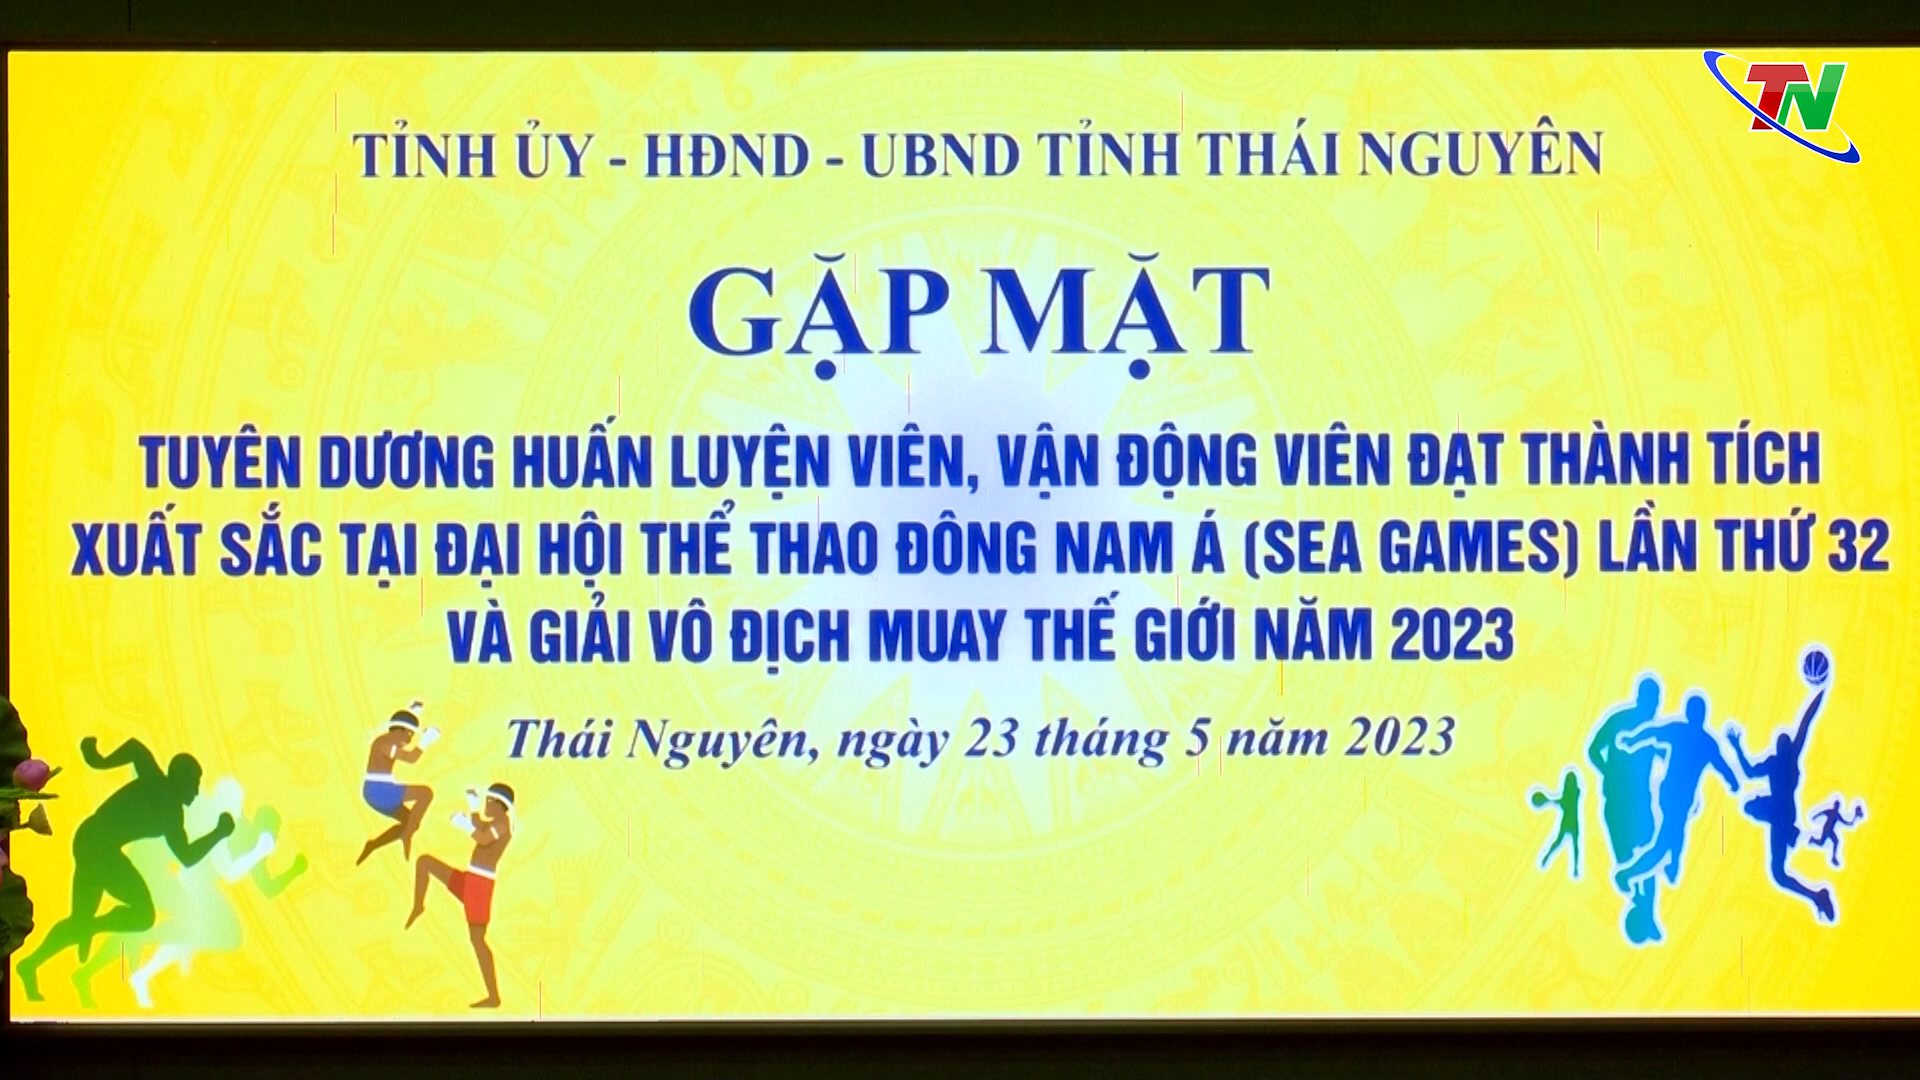 TN
TỈNH ỦY - HĐND - UBND TỈNH THÁI NGUYÊN
GẶP MẶT
TUYÊN DƯƠNG HUẤN LUYỆN VIÊN, VẬN ĐỘNG VIÊN ĐẠT THÀNH TÍCH
XUẤT SẮC TẠI ĐẠI HỘI THỂ THAO ĐÔNG NAM Á (SEA GAMES) LẦN THỨ 32
VÀ GIẢI VÔ ĐỊCH MUAY THẾ GIỚI NĂM 2023
Thái Nguyên, ngày 23 tháng 5 năm 2023